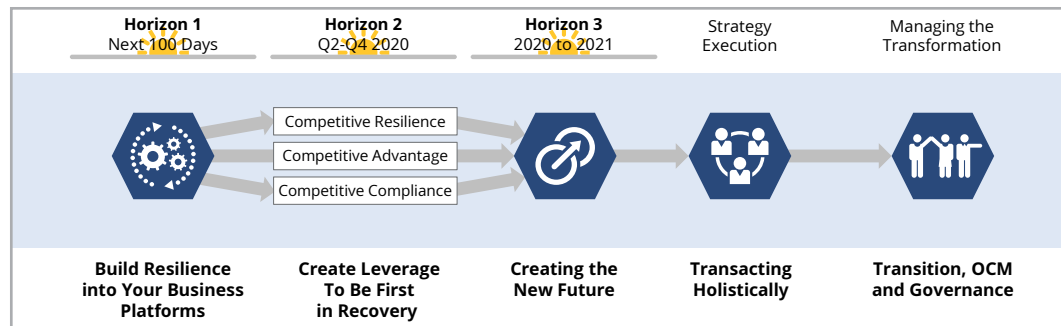 Horizon 1
Next 100 Days
Horizon 2
Q2-Q4 2020
Horizon 3
2020 to 2021
Strategy
Execution
Managing the
Transformation
Competitive Resilience
Competitive Advantage
Competitive Compliance
Build Resilience
into Your Business
Platforms
Create Leverage
To Be First
in Recovery
Creating the
New Future
Transacting
Holistically
Transition, OCM
and Governance